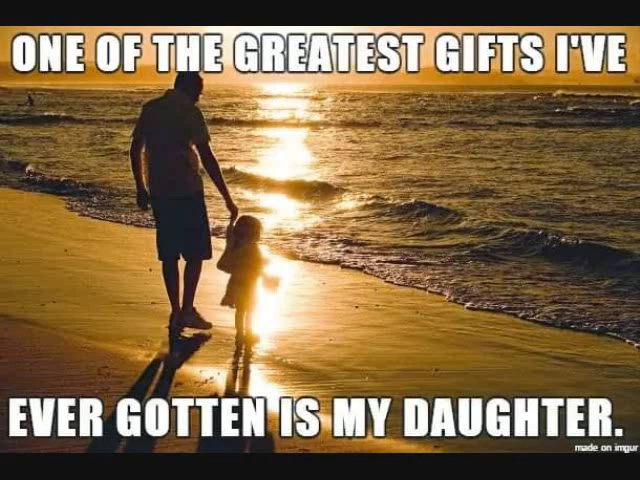 ONE OF THE GREATEST GIFTS I'VE
EVER GOTTEN IS MY DAUGHTER.
made on imgur